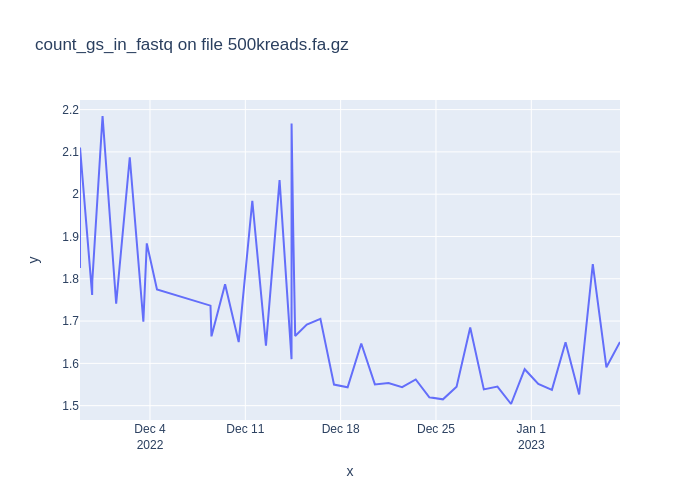 count_gs_in_fastq on file 500kreads.fa.gz
2.2
2.1
2
1.9
1.8
1.7
1.6
1.5
y
Dec 4
2022
Dec 11
Dec 18
Dec 25
Jan 1
2023
x